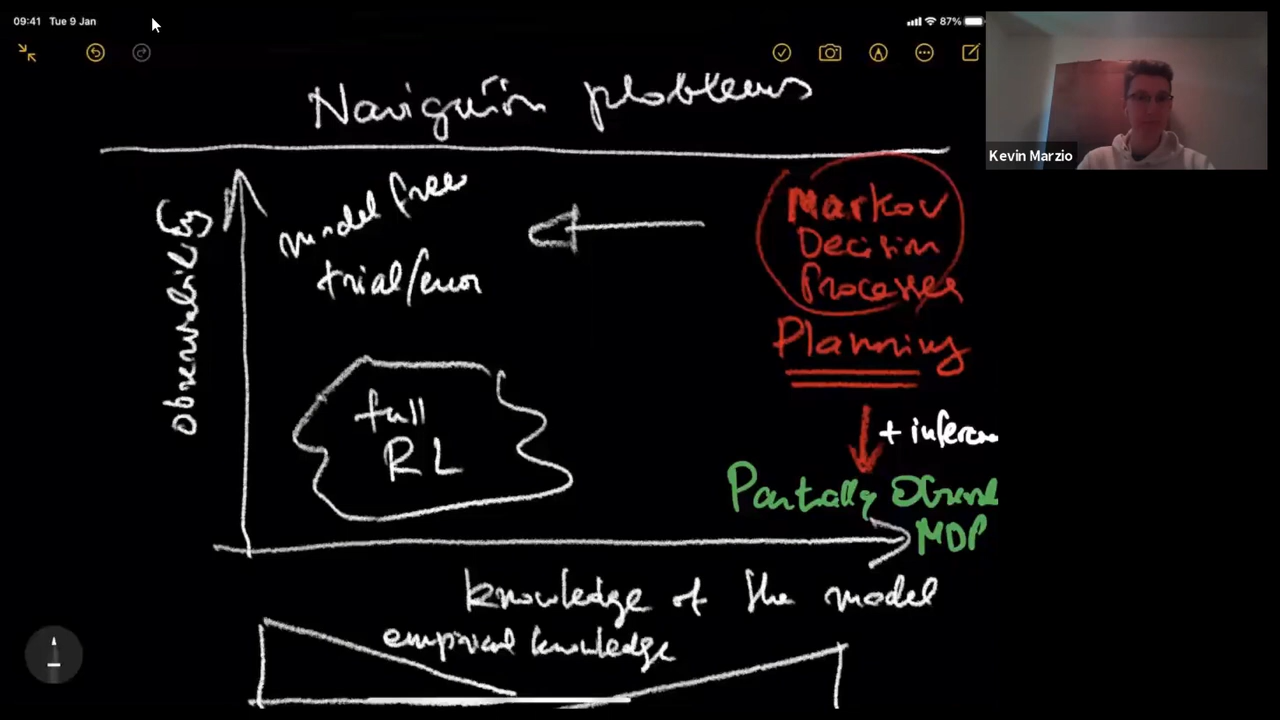 09:41 Tue 9 Jan
87%
Kevin Marzio
Navigation problems
observability
model free
trial/error
Markov
Decision
Processes
Planning
full
RL
+ inferen
Partially Observed
MDP
knowledge of the model
empirical knowledge